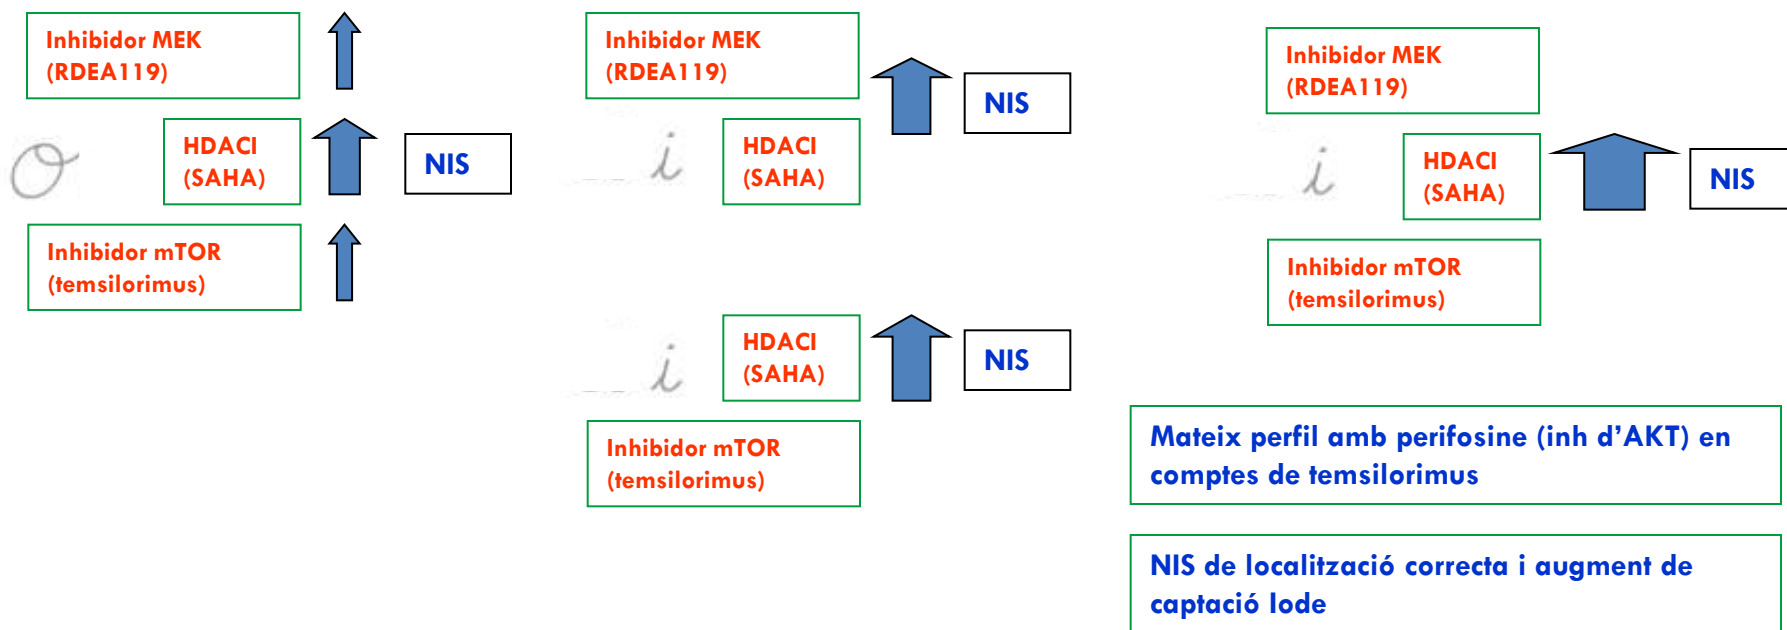 Inhibidor MEK
(RDEA119)
o
HDACI
(SAHA)
NIS
Inhibidor mTOR
(temsilorimus)
Inhibidor MEK
(RDEA119)
NIS
i
HDACI
(SAHA)
HDACI
(SAHA)
NIS
i
Inhibidor mTOR
(temsilorimus)
Inhibidor MEK
(RDEA119)
i
HDACI
(SAHA)
NIS
Inhibidor mTOR
(temsilorimus)
Mateix perfil amb perifosine (inh d'AKT) en
comptes de temsilorimus
NIS de localització correcta i augment de
captació Iode